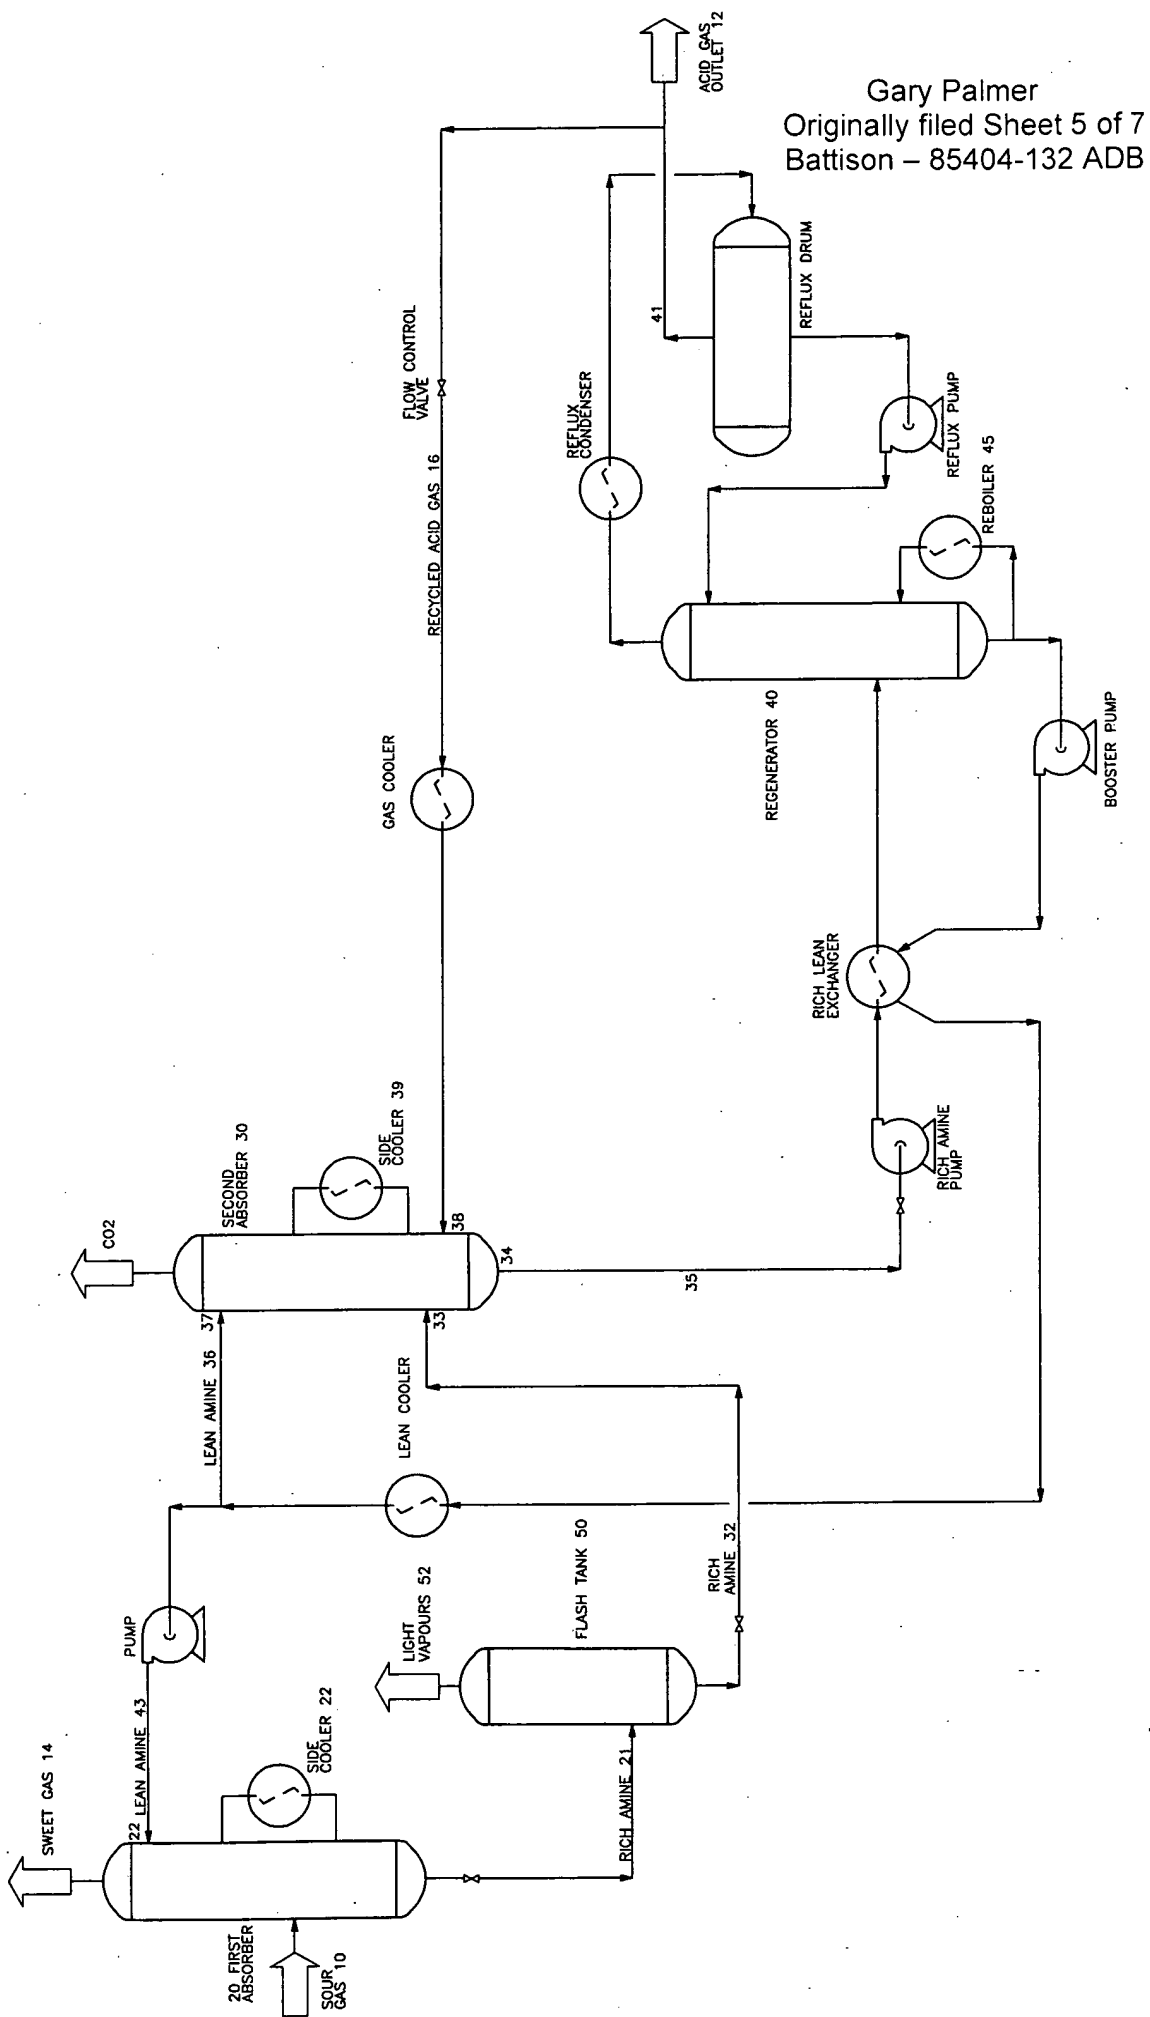 Gary Palmer
Originally filed Sheet 5 of 7
Battison – 85404-132 ADB
SWEET GAS 14
22
LEAN AMINE 43
PUMP
SIDE
COOLER 22
20 FIRST
ABSORBER
SOUR
GAS 10
RICH AMINE 21
LIGHT
VAPOURS 52
FLASH TANK 50
RICH
AMINE 32
LEAN COOLER
LEAN AMINE 36
CO2
37
33
SECOND
ABSORBER 30
SIDE
COOLER 39
38
34
35
RICH AMINE
PUMP
RICH LEAN
EXCHANGER
GAS COOLER
RECYCLED ACID GAS 16
FLOW CONTROL
VALVE
REGENERATOR 40
BOOSTER PUMP
REBOILER 45
REFLUX
CONDENSER
REFLUX PUMP
REFLUX DRUM
41
ACID GAS
OUTLET 12